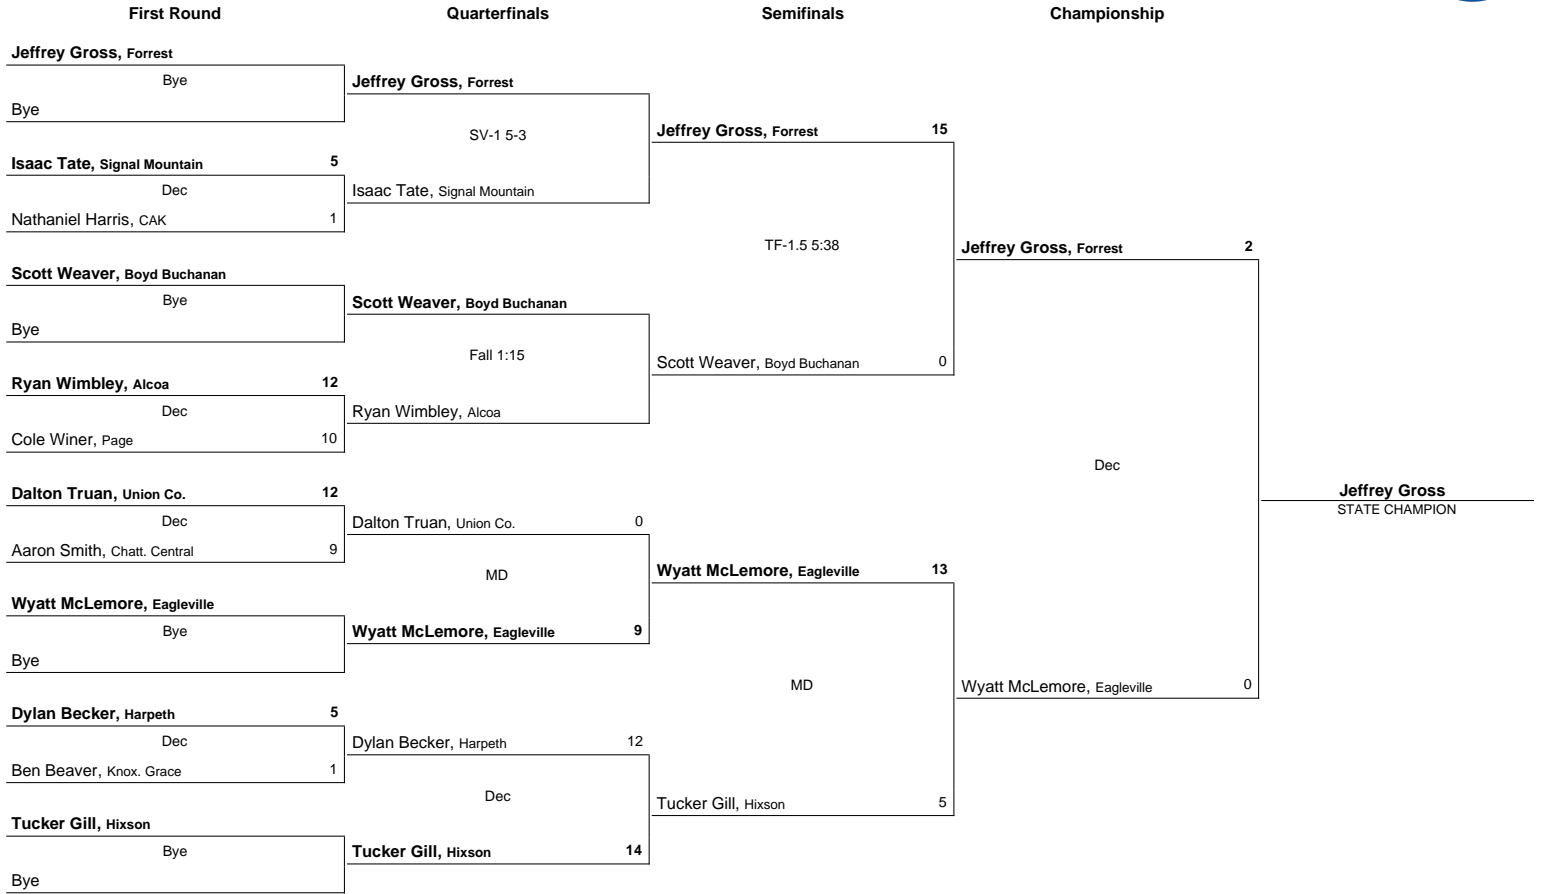 First Round
Quarterfinals
Semifinals
Championship
Jeffrey Gross, Forrest
Bye
Bye
Isaac Tate, Signal Mountain 5
Dec
Nathaniel Harris, CAK 1
Scott Weaver, Boyd Buchanan
Bye
Bye
Ryan Wimbley, Alcoa 12
Dec
Cole Winer, Page 10
Dalton Truan, Union Co. 12
Dec
Aaron Smith, Chatt. Central 9
Wyatt McLemore, Eagleville
Bye
Bye
Dylan Becker, Harpeth 5
Dec
Ben Beaver, Knox. Grace 1
Tucker Gill, Hixson
Bye
Bye
Jeffrey Gross, Forrest
SV-1 5-3
Isaac Tate, Signal Mountain
Scott Weaver, Boyd Buchanan
Fall 1:15
Ryan Wimbley, Alcoa
Dalton Truan, Union Co. 0
MD
Wyatt McLemore, Eagleville 9
Dylan Becker, Harpeth 12
Dec
Tucker Gill, Hixson 14
Jeffrey Gross, Forrest 15
TF-1.5 5:38
Scott Weaver, Boyd Buchanan 0
Wyatt McLemore, Eagleville 13
MD
Tucker Gill, Hixson 5
Jeffrey Gross, Forrest 2
Dec
Wyatt McLemore, Eagleville 0
Jeffrey Gross
STATE CHAMPION